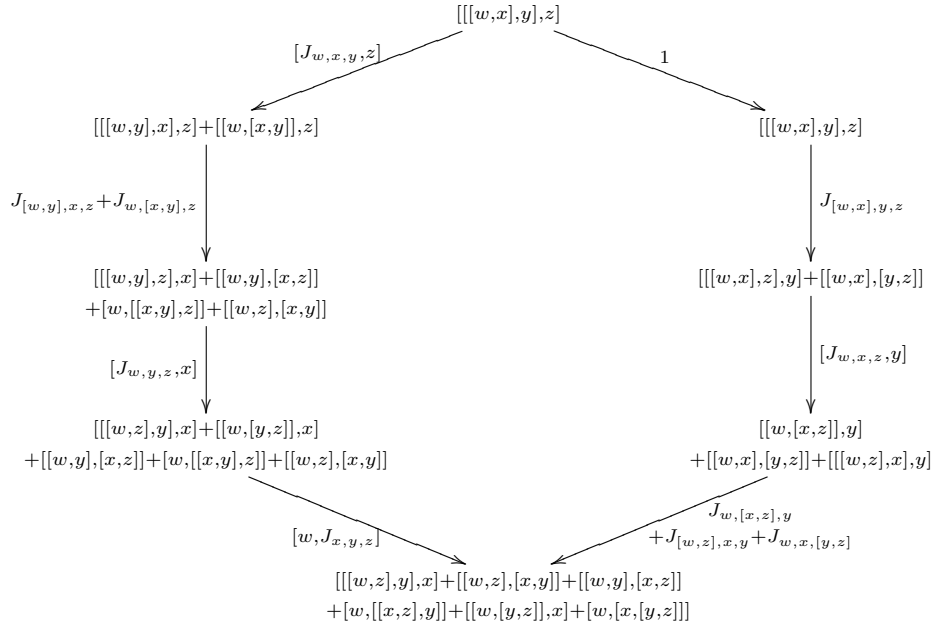 [[[w,x],y],z]
[J_{w,x,y},z]
1
[[[w,y],x],z]+[[w,[x,y]],z]
[[[w,x],y],z]
J_{[w,y],x,z}+J_{w,[x,y],z}
J_{[w,x],y,z}
[[[w,y],z],x]+[[w,y],[x,z]]
+[w,[[x,y],z]]+[[w,z],[x,y]]
[[[w,x],z],y]+[[w,x],[y,z]]
[J_{w,y,z},x]
[J_{w,x,z},y]
[[[w,z],y],x]+[[w,[y,z]],x]
+[[w,y],[x,z]]+[w,[[x,y],z]]+[[w,z],[x,y]]
[[w,[x,z]],y]
+[[w,x],[y,z]]+[[[w,z],x],y]
[w,J_{x,y,z}]
J_{w,[x,z],y}
+J_{[w,z],x,y}+J_{w,x,[y,z]}
[[[w,z],y],x]+[[w,z],[x,y]]+[[w,y],[x,z]]
+[w,[[x,z],y]]+[[w,[y,z]],x]+[w,[x,[y,z]]]